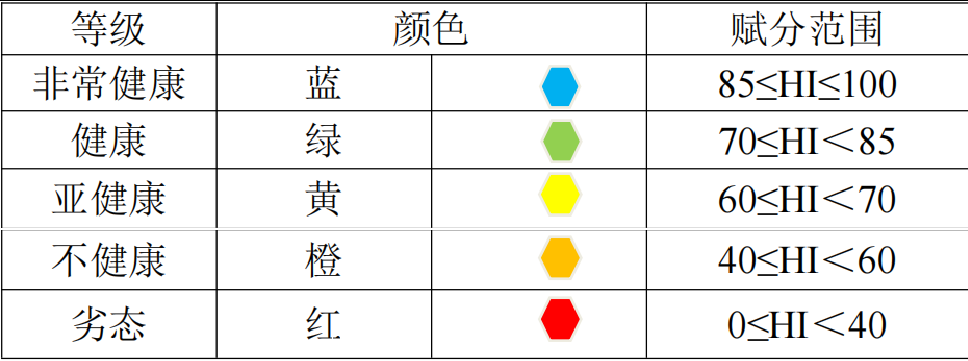 等级 颜色 赋分范围
非常健康 蓝 85≤HI≤100
健康 绿 70≤HI＜85
亚健康 黄 60≤HI＜70
不健康 橙 40≤HI＜60
劣态 红 0≤HI＜40